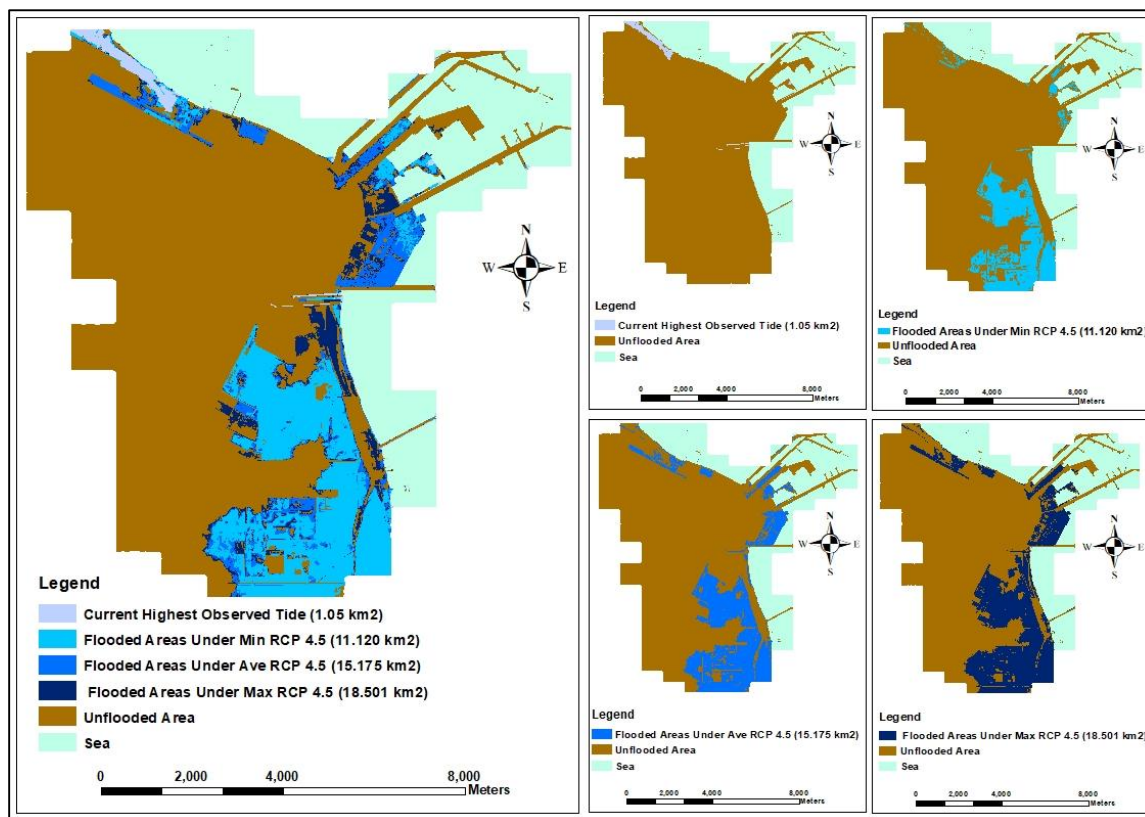 N
W E
S
Legend
Current Highest Observed Tide (1.05 km2)
Flooded Areas Under Min RCP 4.5 (11.120 km2)
Flooded Areas Under Ave RCP 4.5 (15.175 km2)
Flooded Areas Under Max RCP 4.5 (18.501 km2)
Unflooded Area
Sea
0 2,000 4,000 8,000
Meters
N
W E
S
Legend
Current Highest Observed Tide (1.05 km2)
Unflooded Area
Sea
0 2,000 4,000 8,000
Meters
N
W E
S
Legend
Flooded Areas Under Min RCP 4.5 (11.120 km2)
Unflooded Area
Sea
0 2,000 4,000 8,000
Meters
N
W E
S
Legend
Flooded Areas Under Ave RCP 4.5 (15.175 km2)
Unflooded Area
Sea
0 2,000 4,000 8,000
Meters
N
W E
S
Legend
Flooded Areas Under Max RCP 4.5 (18.501 km2)
Unflooded Area
Sea
0 2,000 4,000 8,000
Meters